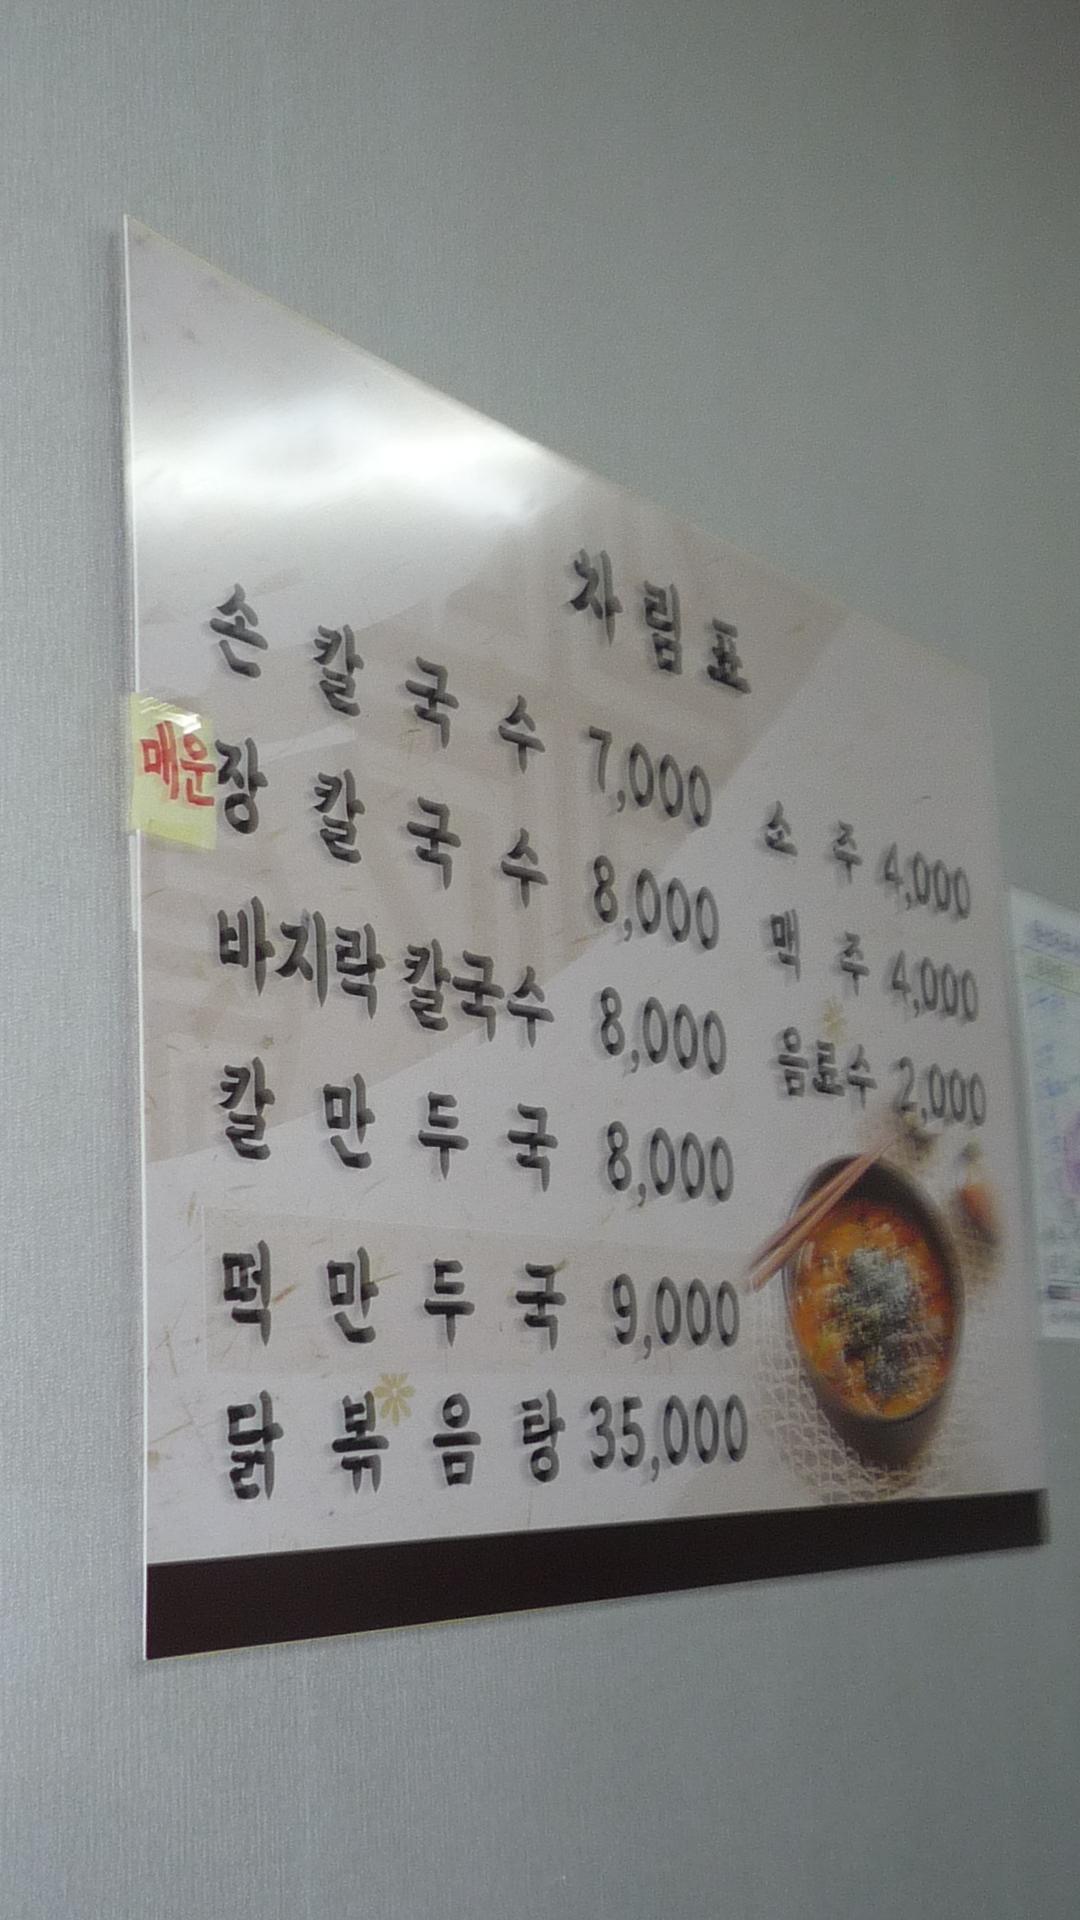 차림표
손칼국수 7,000
매운장칼국수 8,000
바지락칼국수 8,000
칼만두국 8,000
떡만두국 9,000
닭볶음탕 35,000
소주 4,000
맥주 4,000
음료수 2,000